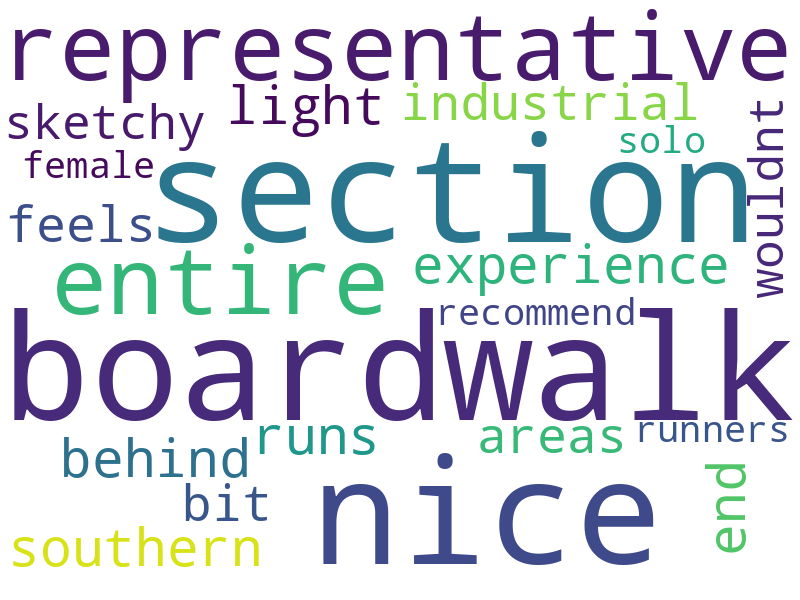 representative
sketchy
light
industrial
female
solo
wouldnt
section
feels
entire
experience
recommend
boardwalk
runs
areas
runners
behind
bit
nice
end
southern